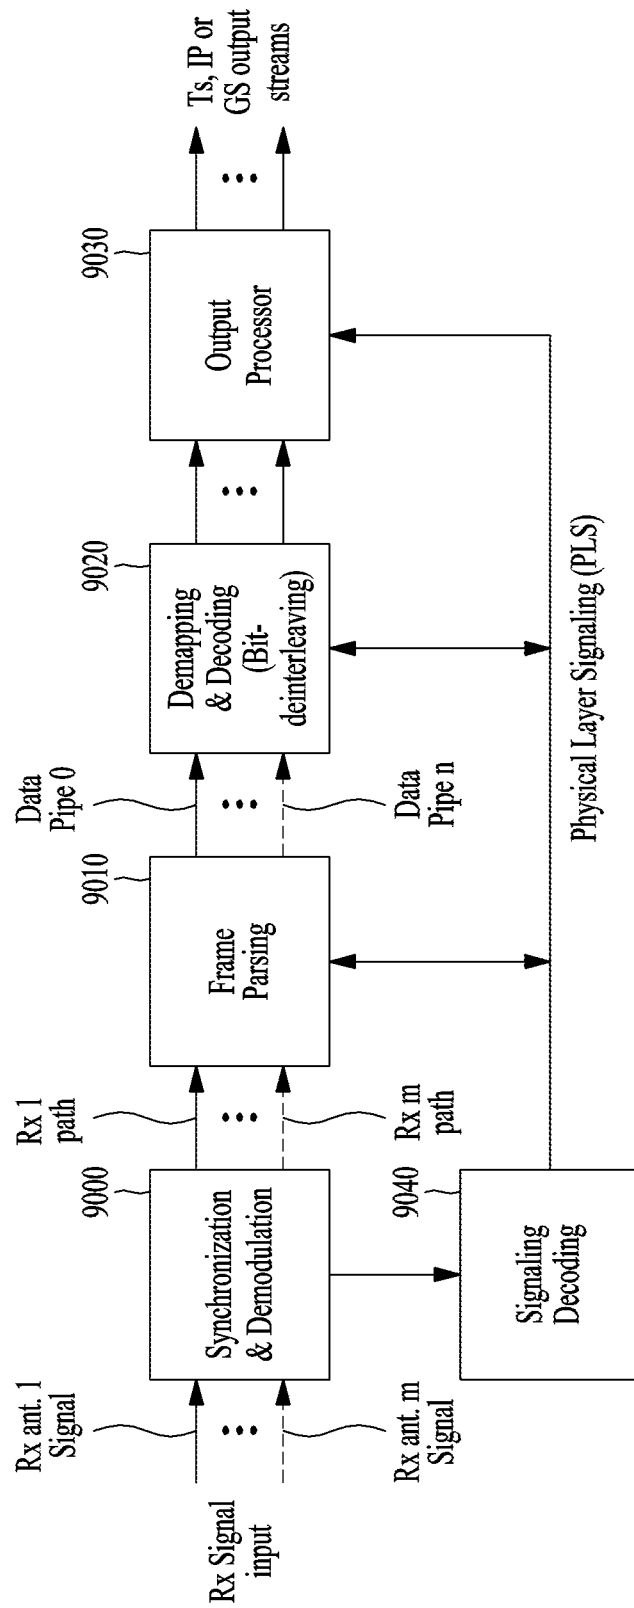 Rx Signal
input
Rx ant. 1
Signal
Rx ant. m
Signal
9000
Synchronization
& Demodulation
Rx 1
path
Rx m
path
9010
Frame
Parsing
Data
Pipe 0
Data
Pipe n
9020
Demapping
& Decoding
(Bit-
deinterleaving)
9030
Output
Processor
Ts, IP or
GS output
streams
9040
Signaling
Decoding
Physical Layer Signaling (PLS)